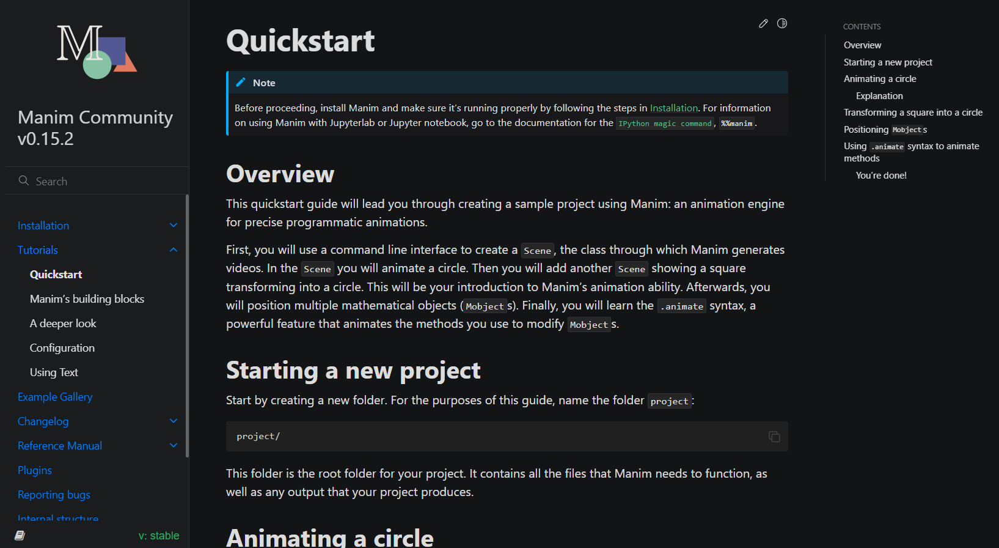 M
Manim Community
v0.15.2
Search
Installation
Tutorials
Quickstart
Manim’s building blocks
A deeper look
Configuration
Using Text
Example Gallery
Changelog
Reference Manual
Plugins
Reporting bugs
Internal structure
v: stable
Quickstart
Note
Before proceeding, install Manim and make sure it’s running properly by following the steps in Installation. For information
on using Manim with Jupyterlab or Jupyter notebook, go to the documentation for the IPython magic command, %%manim.
Overview
This quickstart guide will lead you through creating a sample project using Manim: an animation engine
for precise programmatic animations.
First, you will use a command line interface to create a Scene, the class through which Manim generates
videos. In the Scene you will animate a circle. Then you will add another Scene showing a square
transforming into a circle. This will be your introduction to Manim’s animation ability. Afterwards, you
will position multiple mathematical objects (Mobjects). Finally, you will learn the .animate syntax, a
powerful feature that animates the methods you use to modify Mobjects.
Starting a new project
Start by creating a new folder. For the purposes of this guide, name the folder project:
project/
This folder is the root folder for your project. It contains all the files that Manim needs to function, as
well as any output that your project produces.
Animating a circle
CONTENTS
Overview
Starting a new project
Animating a circle
Explanation
Transforming a square into a circle
Positioning Mobjects
Using .animate syntax to animate
methods
You’re done!